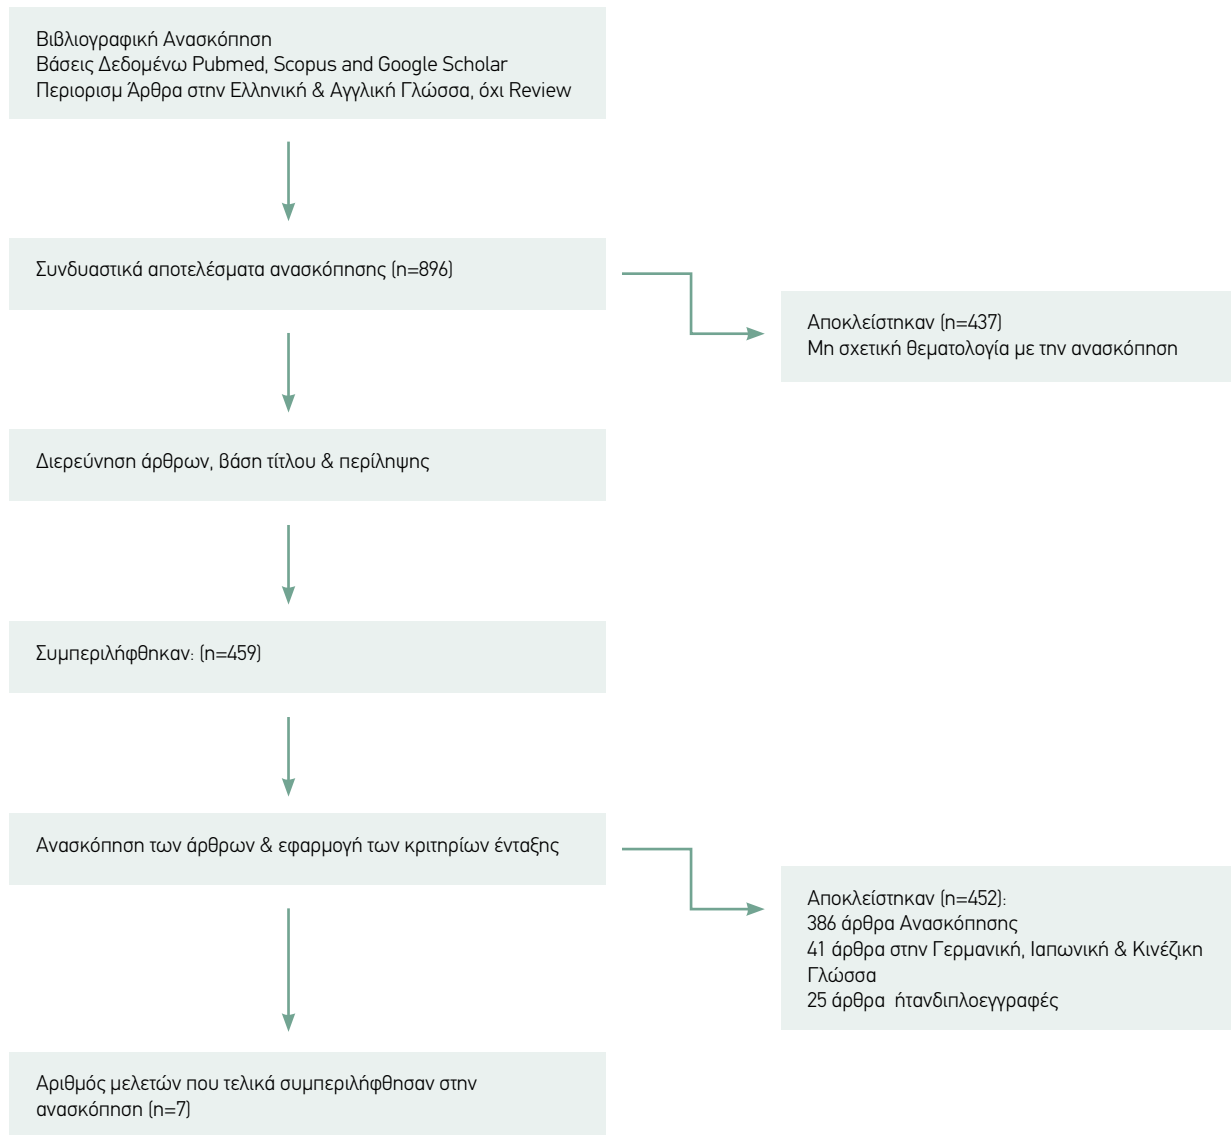 Βιβλιογραφική Ανασκόπηση
Βάσεις Δεδομένω Pubmed, Scopus and Google Scholar
Περιορισμ Άρθρα στην Ελληνική & Αγγλική Γλώσσα, όχι Review
Συνδυαστικά αποτελέσματα ανασκόπησης (n=896)
Αποκλείστηκαν (n=437)
Μη σχετική θεματολογία με την ανασκόπηση
Διερεύνηση άρθρων, βάση τίτλου & περίληψης
Συμπεριλήφθηκαν: (n=459)
Ανασκόπηση των άρθρων & εφαρμογή των κριτηρίων ένταξης
Αποκλείστηκαν (n=452):
386 άρθρα Ανασκόπησης
41 άρθρα στην Γερμανική, Ιαπωνική & Κινέζικη
Γλώσσα
25 άρθρα  ήτανδιπλοεγγραφές
Αριθμός μελετών που τελικά συμπεριλήφθησαν στην
ανασκόπηση (n=7)